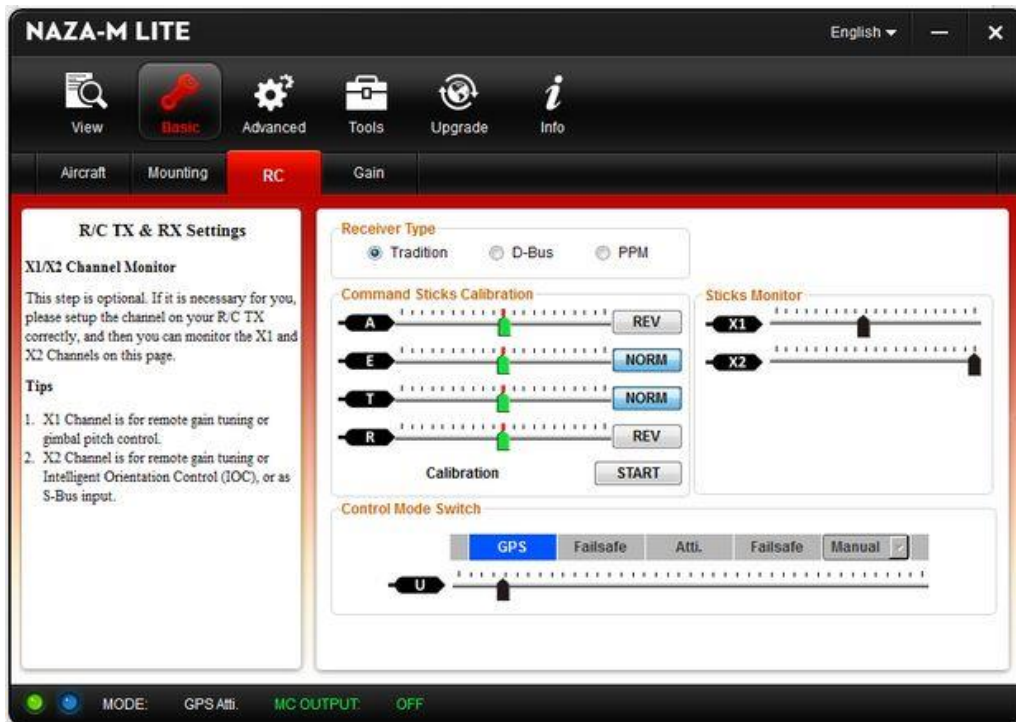 NAZA-M LITE
English
View Basic Advanced Tools Upgrade Info
Aircraft Mounting RC Gain
R/C TX & RX Settings
X1/X2 Channel Monitor
This step is optional. If it is necessary for you,
please setup the channel on your R/C TX
correctly, and then you can monitor the X1 and
X2 Channels on this page.
Tips
1. X1 Channel is for remote gain tuning or
gimbal pitch control.
2. X2 Channel is for remote gain tuning or
Intelligent Orientation Control (IOC), or as
S-Bus input.
Receiver Type
Tradition D-Bus PPM
Command Sticks Calibration
A REV
E NORM
T NORM
R REV
Calibration START
Sticks Monitor
X1
X2
Control Mode Switch
GPS Failsafe Atti. Failsafe Manual
U
MODE: GPS Atti. MC OUTPUT: OFF